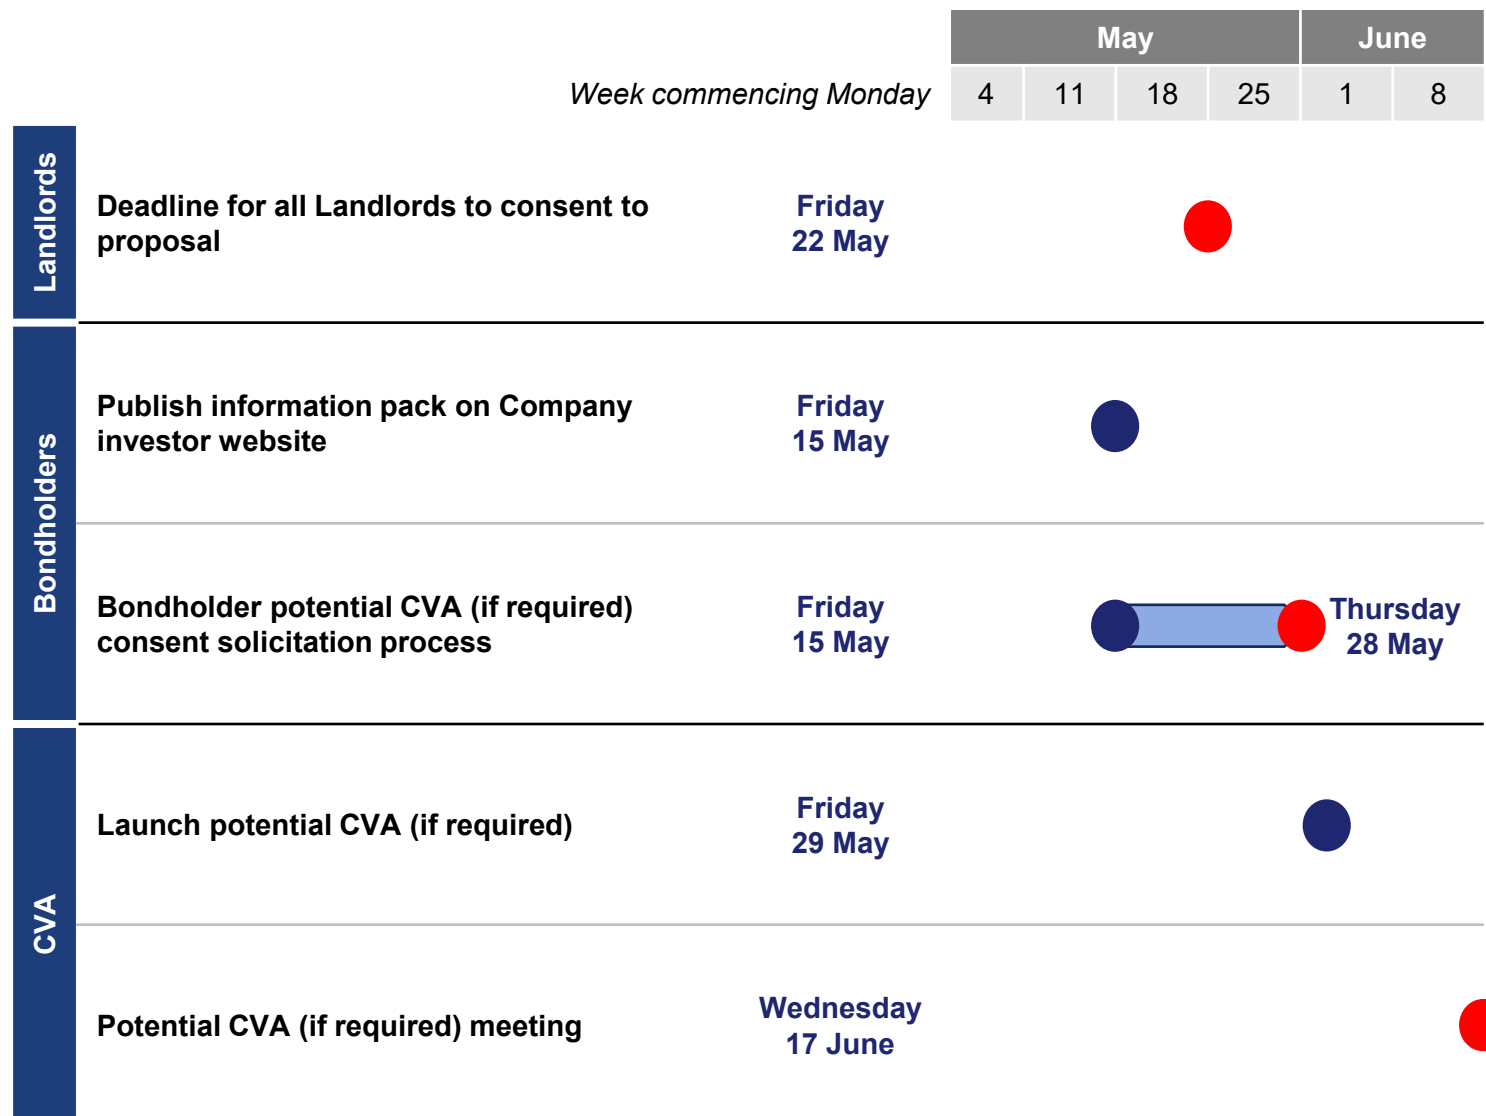 May June
Week commencing Monday 4 11 18 25 1 8
Landlords
Deadline for all Landlords to consent to
proposal
Friday
22 May
Bondholders
Publish information pack on Company
investor website
Friday
15 May
Bondholder potential CVA (if required)
consent solicitation process
Friday
15 May
Thursday
28 May
CVA
Launch potential CVA (if required)
Friday
29 May
Potential CVA (if required) meeting
Wednesday
17 June